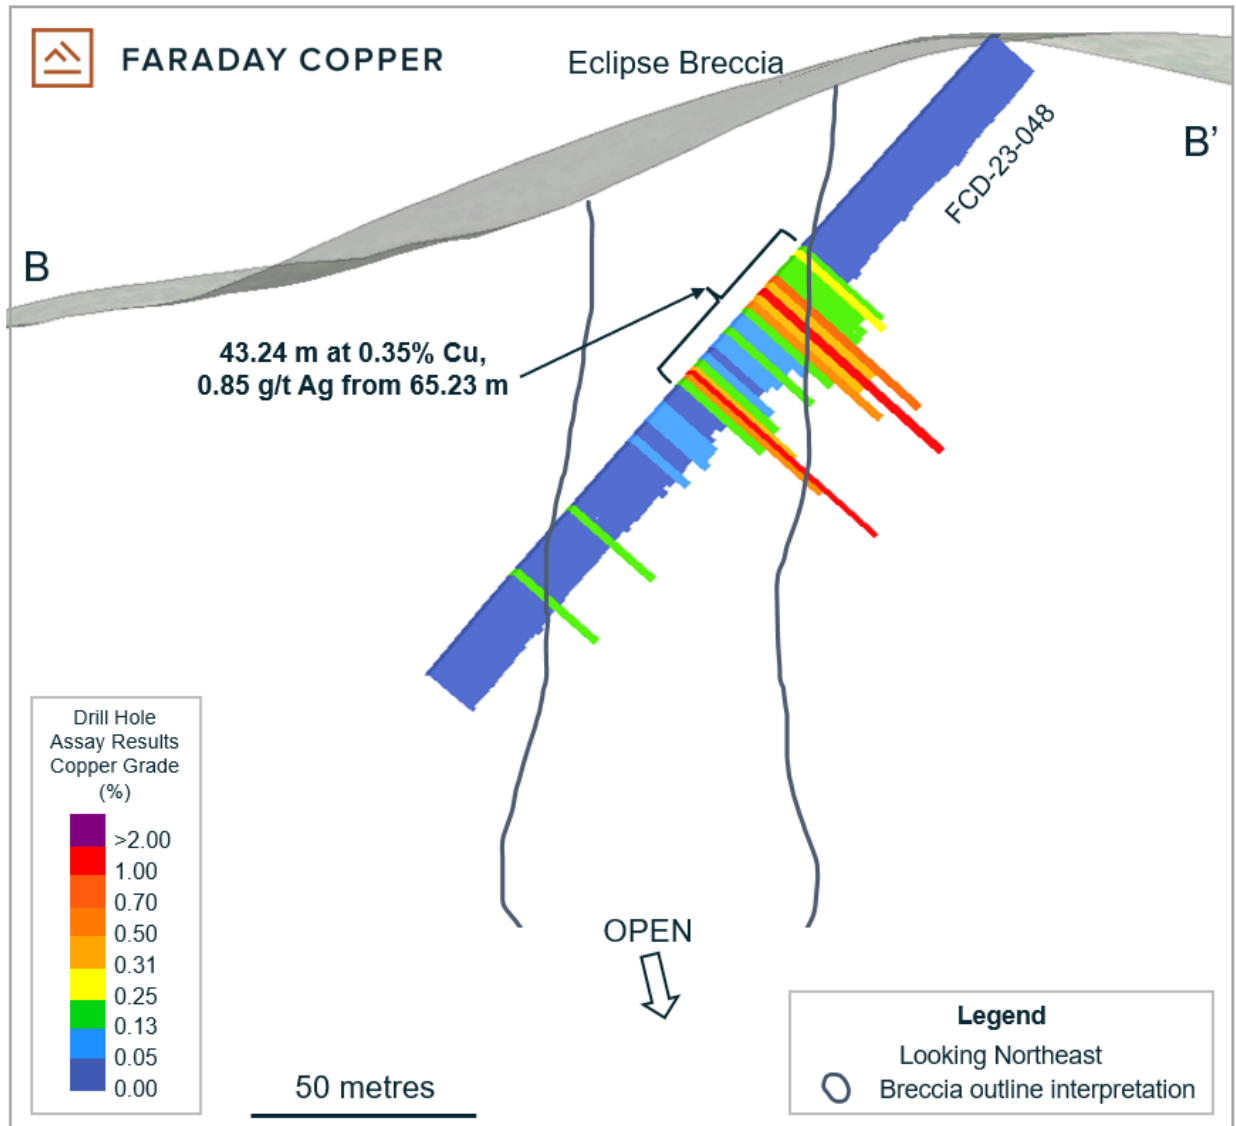 FARADAY COPPER
Eclipse Breccia
B’
FCD-23-048
B
43.24 m at 0.35% Cu,
0.85 g/t Ag from 65.23 m
Drill Hole
Assay Results
Copper Grade
(%)
>2.00
1.00
0.70
0.50
0.31
0.25
0.13
0.05
0.00
OPEN
50 metres
Legend
Looking Northeast
Breccia outline interpretation